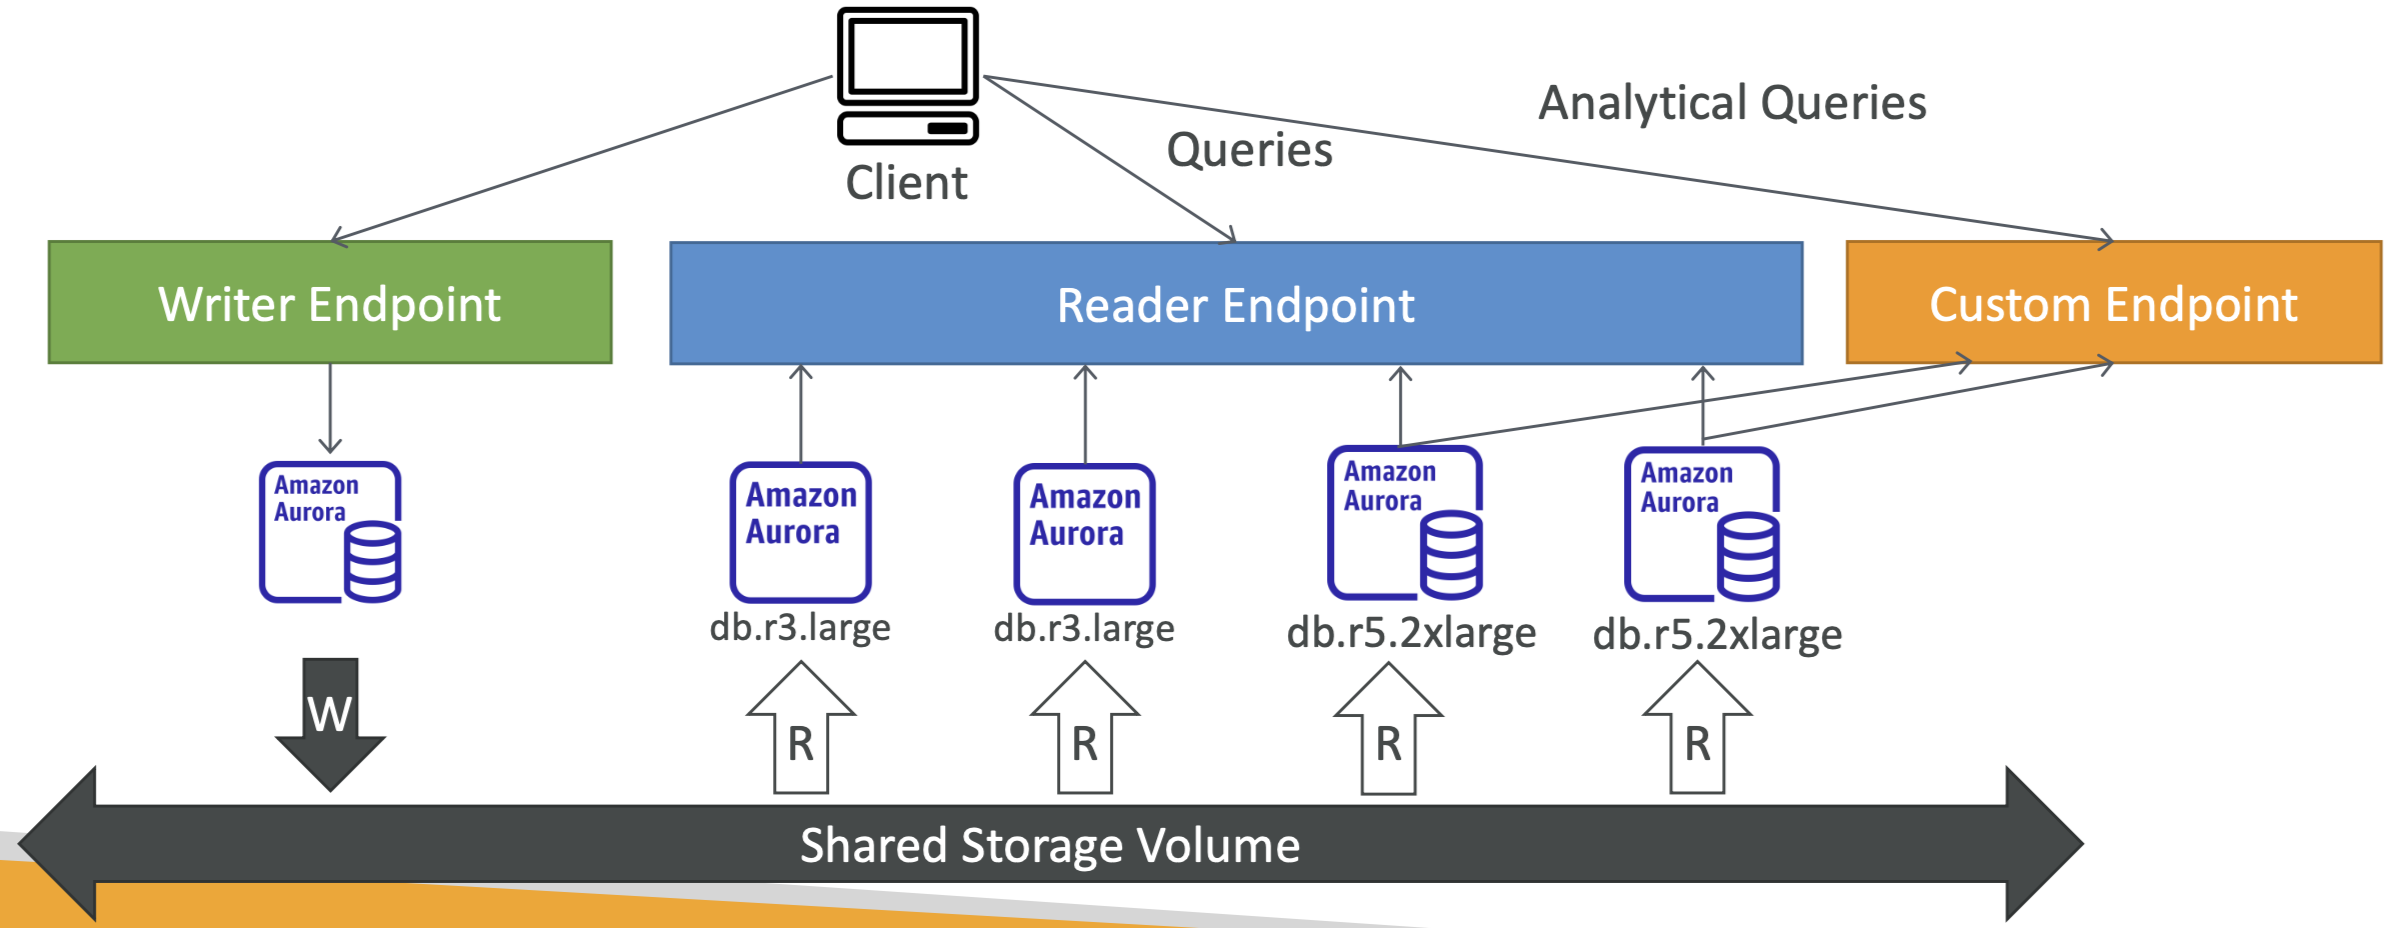 Client
Queries
Analytical Queries
Writer Endpoint
Reader Endpoint
Custom Endpoint
Amazon
Aurora
Amazon
Aurora
db.r3.large
Amazon
Aurora
db.r3.large
Amazon
Aurora
db.r5.2xlarge
Amazon
Aurora
db.r5.2xlarge
W
R
R
R
R
Shared Storage Volume